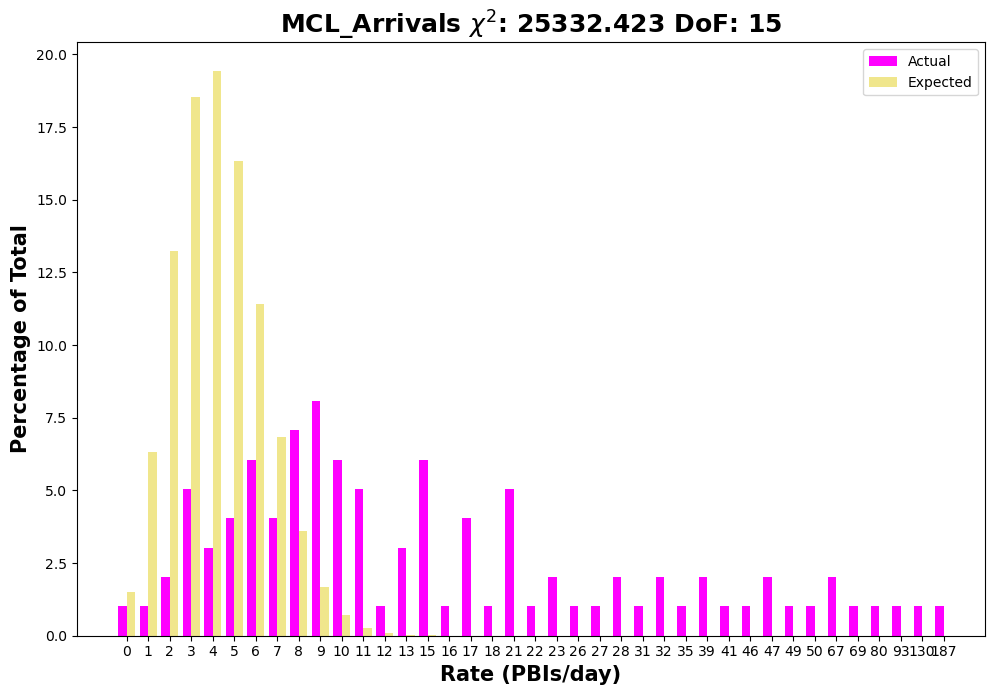 MCL_Arrivals χ²: 25332.423 DoF: 15
Actual
Expected
Percentage of Total
20.0
17.5
15.0
12.5
10.0
7.5
5.0
2.5
0.0
0 1 2 3 4 5 6 7 8 9 10 11 12 13 15 16 17 18 21 22 23 26 27 28 31 32 35 39 41 46 47 49 50 67 69 80 93 130 187
Rate (PBIs/day)